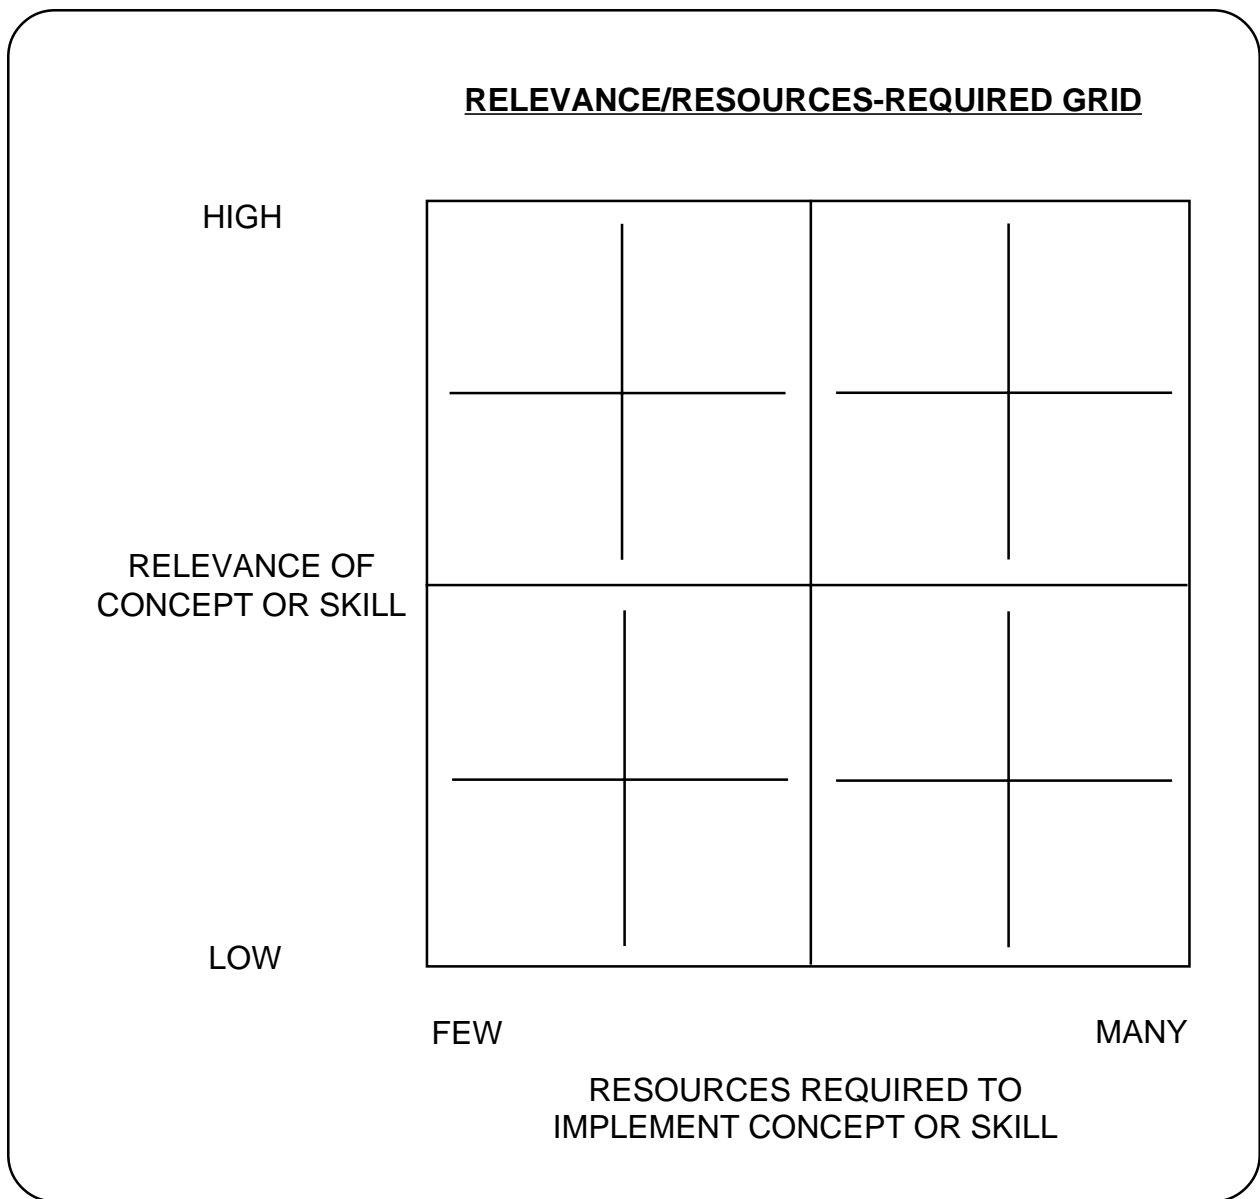 RELEVANCE/RESOURCES-REQUIRED GRID
HIGH
RELEVANCE OF
CONCEPT OR SKILL
LOW
FEW
MANY
RESOURCES REQUIRED TO
IMPLEMENT CONCEPT OR SKILL